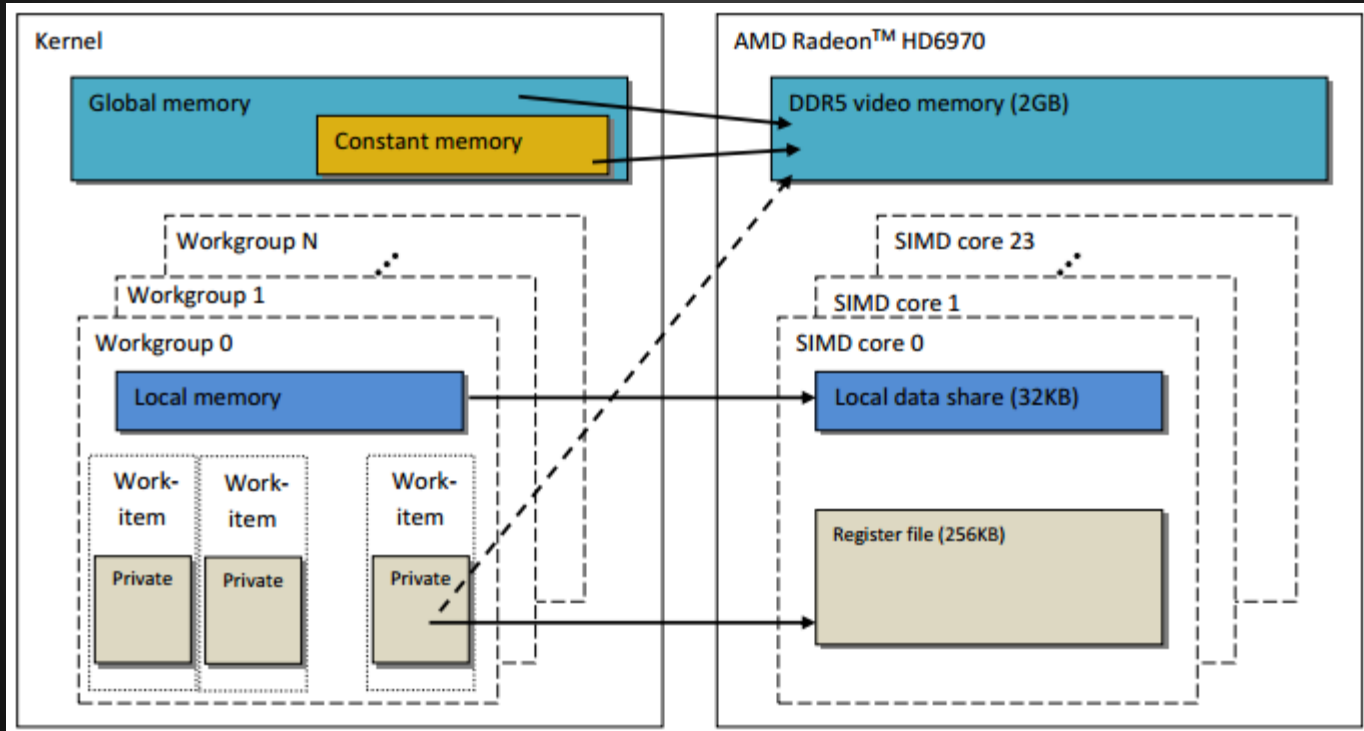 Kernel
Global memory
Constant memory
Workgroup N
Workgroup 1
Workgroup 0
Local memory
Work-
item
Work-
item
Work-
item
Private
Private
Private
AMD Radeon™ HD6970
DDR5 video memory (2GB)
SIMD core 23
SIMD core 1
SIMD core 0
Local data share (32KB)
Register file (256KB)